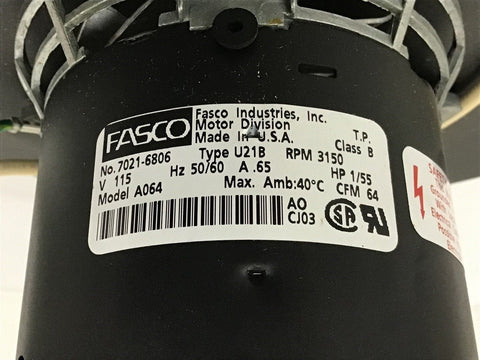 FASCO
Fasco Industries, Inc.
Motor Division
Made in U.S.A.
T.P.
Class B
No. 7021-6806 Type U21B RPM 3150
V 115 Hz 50/60 A .65 HP 1/55
Model A064 Max. Amb:40°C CFM 64
AO
CJ03